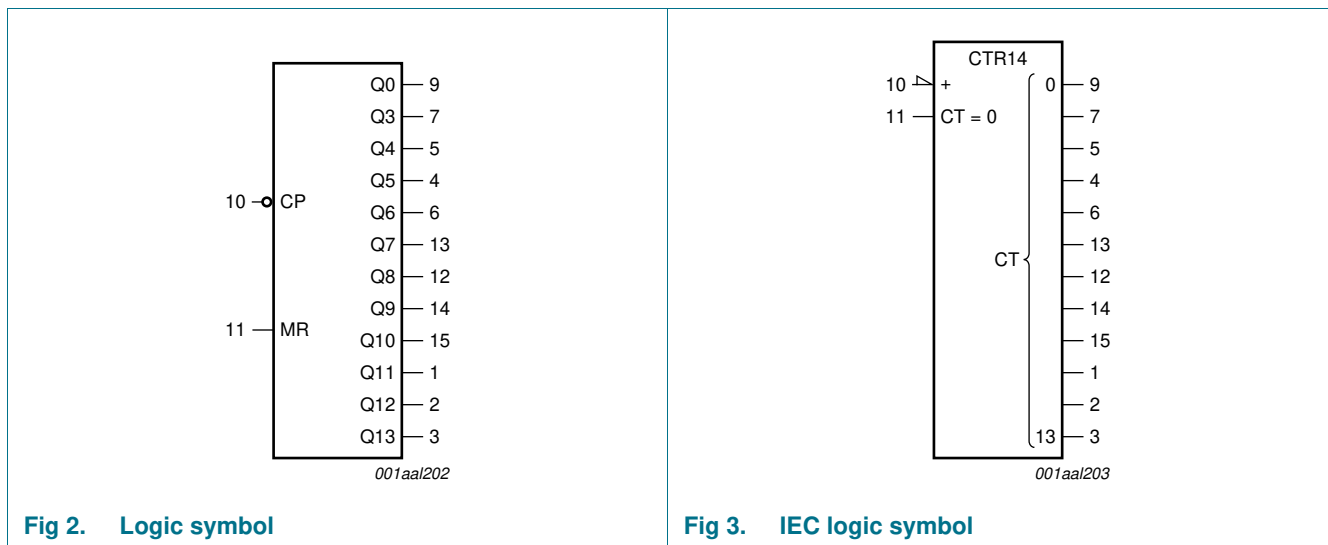 Q0 9
Q3 7
Q4 5
Q5 4
10 CP
Q6 6
Q7 13
Q8 12
Q9 14
11 MR
Q10 15
Q11 1
Q12 2
Q13 3
001aal202
Fig 2. Logic symbol
CTR14
10 + 0 9
11 CT = 0 7
5
4
6
13
CT
12
14
15
1
2
13 3
001aal203
Fig 3. IEC logic symbol